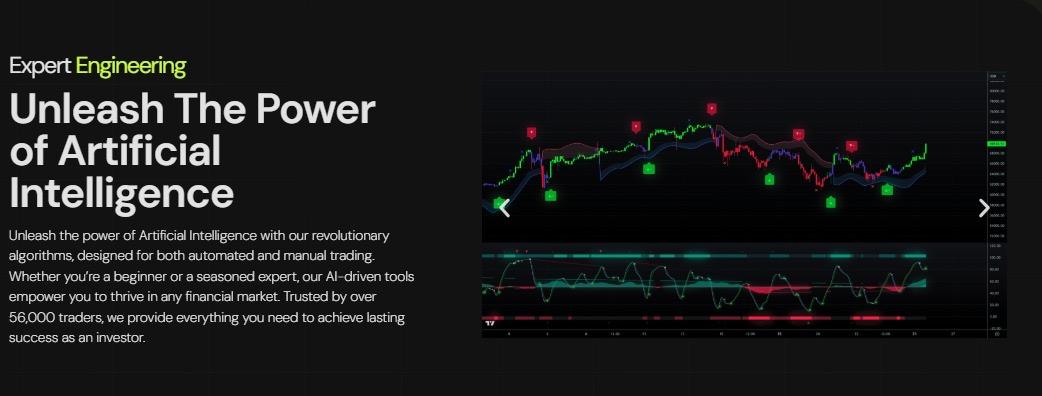 Expert Engineering
Unleash The Power
of Artificial
Intelligence
Unleash the power of Artificial Intelligence with our revolutionary
algorithms, designed for both automated and manual trading.
Whether you're a beginner or a seasoned expert, our AI-driven tools
empower you to thrive in any financial market. Trusted by over
56,000 traders, we provide everything you need to achieve lasting
success as an investor.